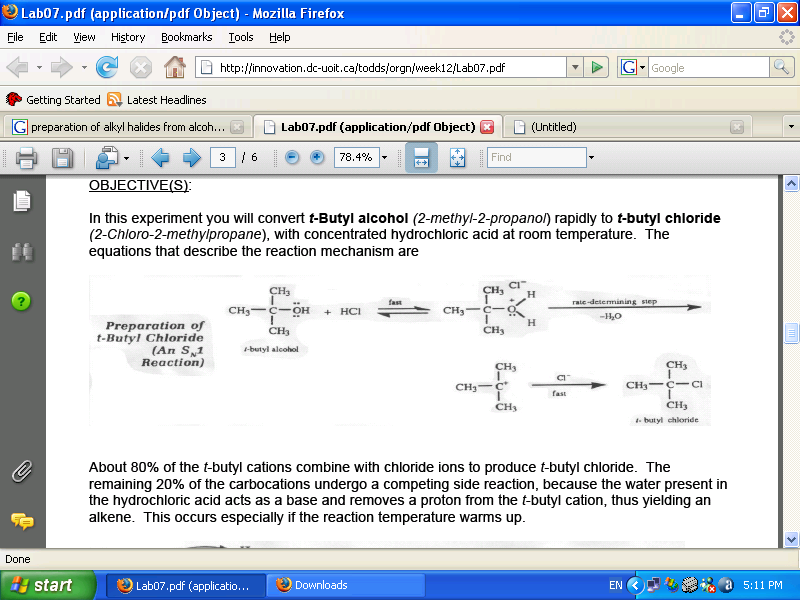 Lab07.pdf (application/pdf Object) - Mozilla Firefox
File Edit View History Bookmarks Tools Help
http://innovation.dc-uoit.ca/todds/orgn/week12/Lab07.pdf
G Google
Getting Started Latest Headlines
G preparation of alkyl halides from alcoh...
Lab07.pdf (application/pdf Object)
(Untitled)
3 / 6 78.4% Find
OBJECTIVE(S):
In this experiment you will convert t-Butyl alcohol (2-methyl-2-propanol) rapidly to t-butyl chloride
(2-Chloro-2-methylpropane), with concentrated hydrochloric acid at room temperature. The
equations that describe the reaction mechanism are
Preparation of
t-Butyl Chloride
(An SN1
Reaction)
CH3
CH3—C—ÖH + HCl
CH3
t-butyl alcohol
fast
CH3 Cl⁻ H
CH3—C—O+
CH3 H
rate-determining step
-H2O
CH3
CH3—C+
CH3
Cl⁻
fast
CH3
CH3—C—Cl
CH3
t- butyl chloride
About 80% of the t-butyl cations combine with chloride ions to produce t-butyl chloride. The
remaining 20% of the carbocations undergo a competing side reaction, because the water present in
the hydrochloric acid acts as a base and removes a proton from the t-butyl cation, thus yielding an
alkene. This occurs especially if the reaction temperature warms up.
Done
start
Lab07.pdf (applicatio...
Downloads
EN
5:11 PM